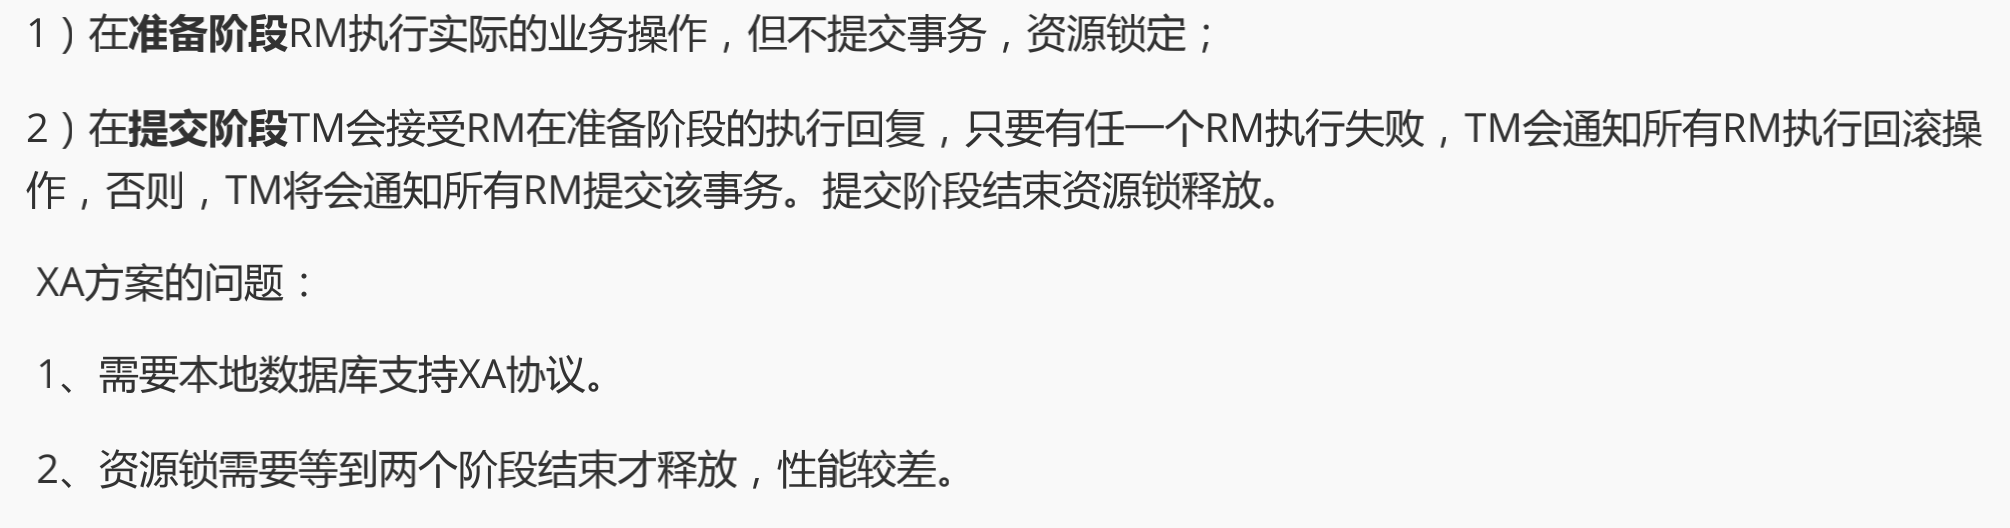 1）在准备阶段RM执行实际的业务操作，但不提交事务，资源锁定；
2）在提交阶段TM会接受RM在准备阶段的执行回复，只要有任一个RM执行失败，TM会通知所有RM执行回滚操
作，否则，TM将会通知所有RM提交该事务。提交阶段结束资源锁释放。
XA方案的问题：
1、需要本地数据库支持XA协议。
2、资源锁需要等到两个阶段结束才释放，性能较差。